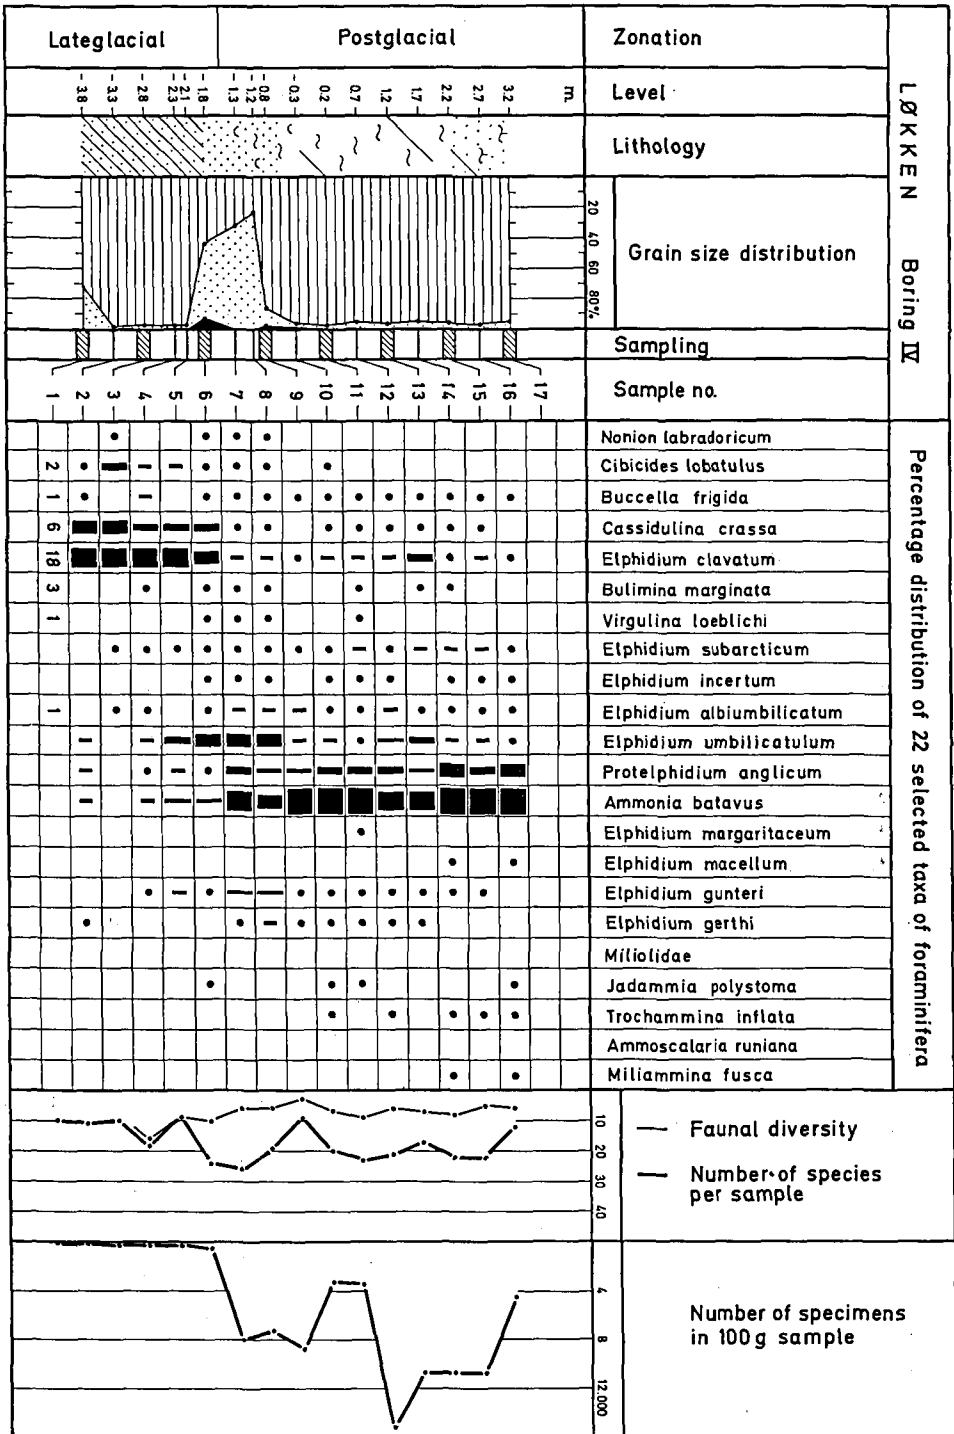 LØKKEN Boring IV
Zonation
Lateglacial
Postglacial
Level
-3.8
-3.3
-2.8
-2.3
-2.1
-1.8
-1.3
-1.2
-0.8
-0.3
0.2
0.7
1.2
1.7
2.2
2.7
3.2
m.
Lithology
Grain size distribution
20
40
60
80%
Sampling
Sample no.
1
2
3
4
5
6
7
8
9
10
11
12
13
14
15
16
17
Percentage distribution of 22 selected taxa of foraminifera
Nonion labradoricum
Cibicides lobatulus
2
Buccella frigida
1
Cassidulina crassa
6
Elphidium clavatum
18
Bulimina marginata
3
Virgulina loeblichi
1
Elphidium subarcticum
Elphidium incertum
Elphidium albiumbilicatum
1
Elphidium umbilicatulum
Protelphidium anglicum
Ammonia batavus
Elphidium margaritaceum
Elphidium macellum
Elphidium gunteri
Elphidium gerthi
Miliolidae
Jadammia polystoma
Trochammina inflata
Ammoscalaria runiana
Miliammina fusca
10
20
30
40
Faunal diversity
Number of species
per sample
4
8
12.000
Number of specimens
in 100g sample